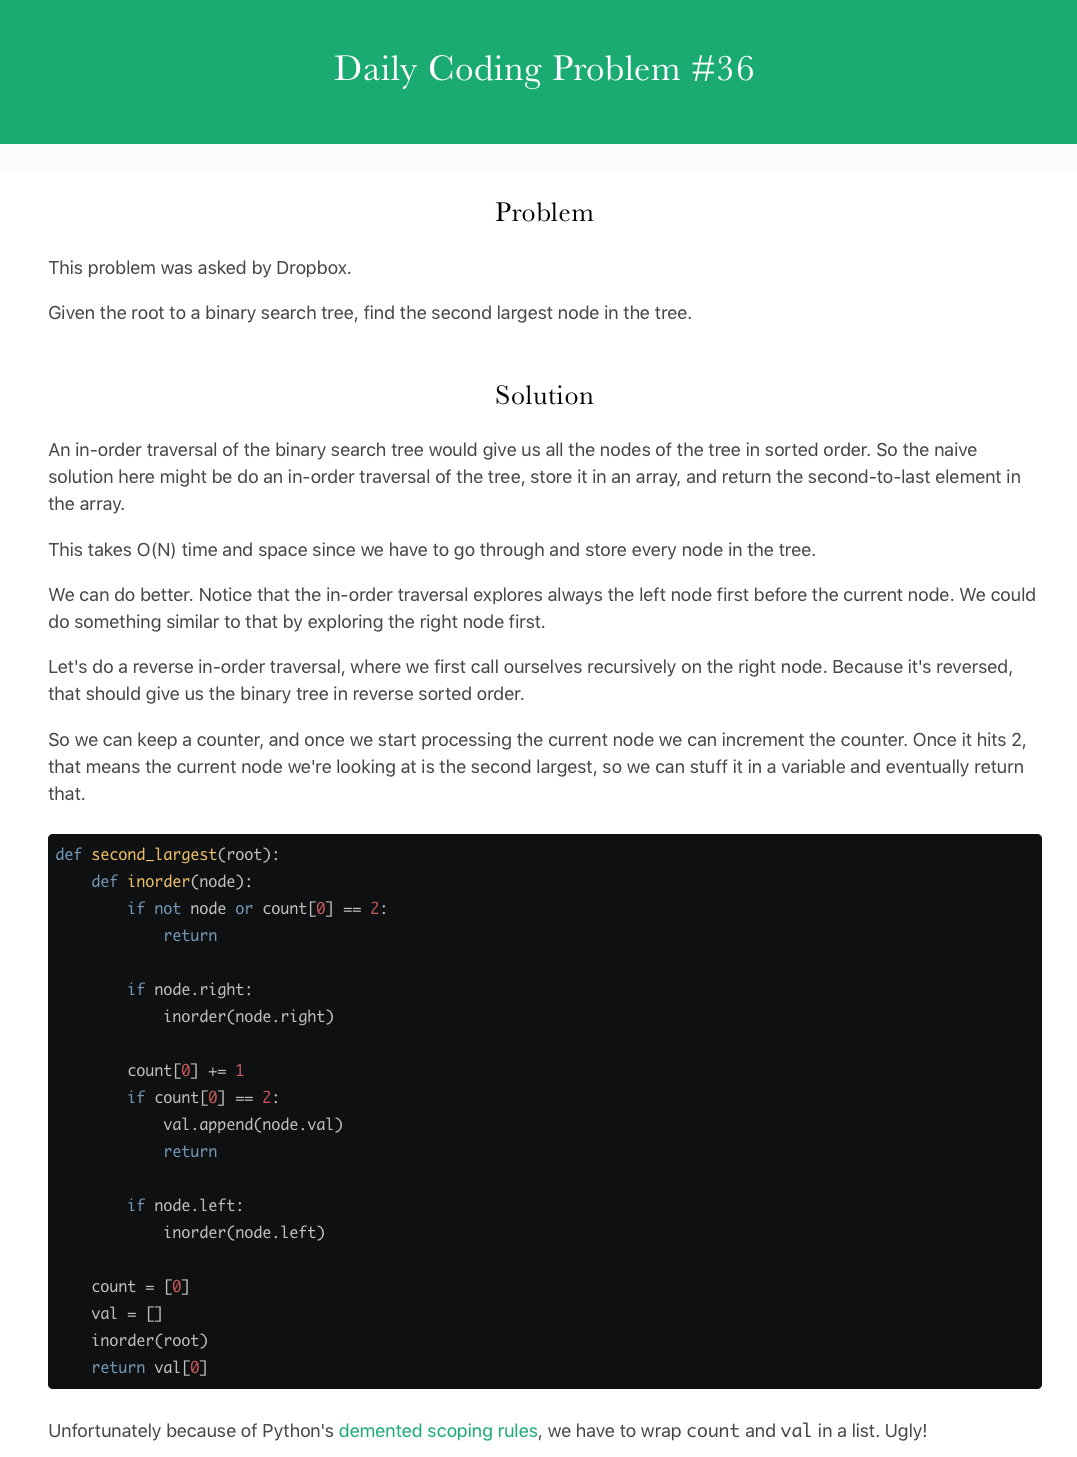 Daily Coding Problem #36
Problem
This problem was asked by Dropbox.
Given the root to a binary search tree, find the second largest node in the tree.
Solution
An in-order traversal of the binary search tree would give us all the nodes of the tree in sorted order. So the naive
solution here might be do an in-order traversal of the tree, store it in an array, and return the second-to-last element in
the array.
This takes O(N) time and space since we have to go through and store every node in the tree.
We can do better. Notice that the in-order traversal explores always the left node first before the current node. We could
do something similar to that by exploring the right node first.
Let's do a reverse in-order traversal, where we first call ourselves recursively on the right node. Because it's reversed,
that should give us the binary tree in reverse sorted order.
So we can keep a counter, and once we start processing the current node we can increment the counter. Once it hits 2,
that means the current node we're looking at is the second largest, so we can stuff it in a variable and eventually return
that.
def second_largest(root):
    def inorder(node):
        if not node or count[0] == 2:
            return

        if node.right:
            inorder(node.right)

        count[0] += 1
        if count[0] == 2:
            val.append(node.val)
            return

        if node.left:
            inorder(node.left)

    count = [0]
    val = []
    inorder(root)
    return val[0]
Unfortunately because of Python's demented scoping rules, we have to wrap count and val in a list. Ugly!